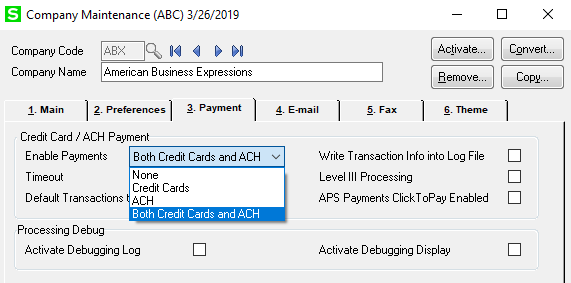 S Company Maintenance (ABC) 3/26/2019
Company Code ABX Activate... Convert...
Company Name American Business Expressions Remove... Copy...
1. Main 2. Preferences 3. Payment 4. E-mail 5. Fax 6. Theme
Credit Card / ACH Payment
Enable Payments Both Credit Cards and ACH Write Transaction Info into Log File
Timeout None Level III Processing
Credit Cards
Default Transactions ACH APS Payments ClickToPay Enabled
Both Credit Cards and ACH
Processing Debug
Activate Debugging Log Activate Debugging Display